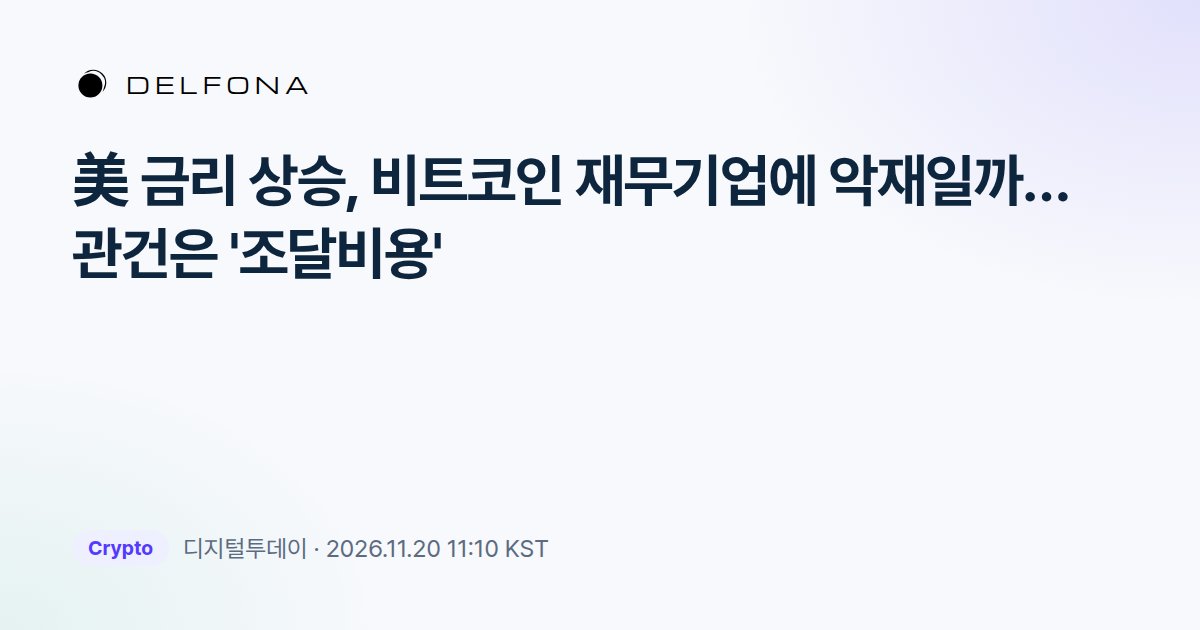 DELFONA
美 금리 상승, 비트코인 재무기업에 악재일까…
관건은 '조달비용'
Crypto 디지털투데이 · 2026.11.20 11:10 KST